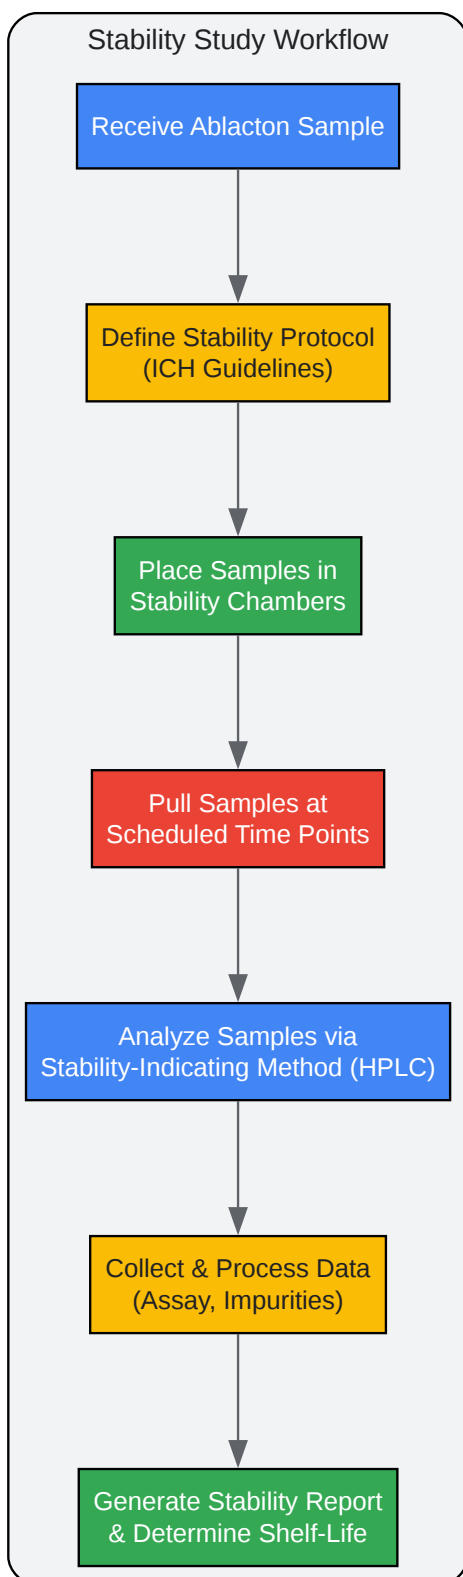 Stability Study Workflow
Receive Ablacton Sample
Define Stability Protocol
(ICH Guidelines)
Place Samples in
Stability Chambers
Pull Samples at
Scheduled Time Points
Analyze Samples via
Stability-Indicating Method (HPLC)
Collect & Process Data
(Assay, Impurities)
Generate Stability Report
& Determine Shelf-Life